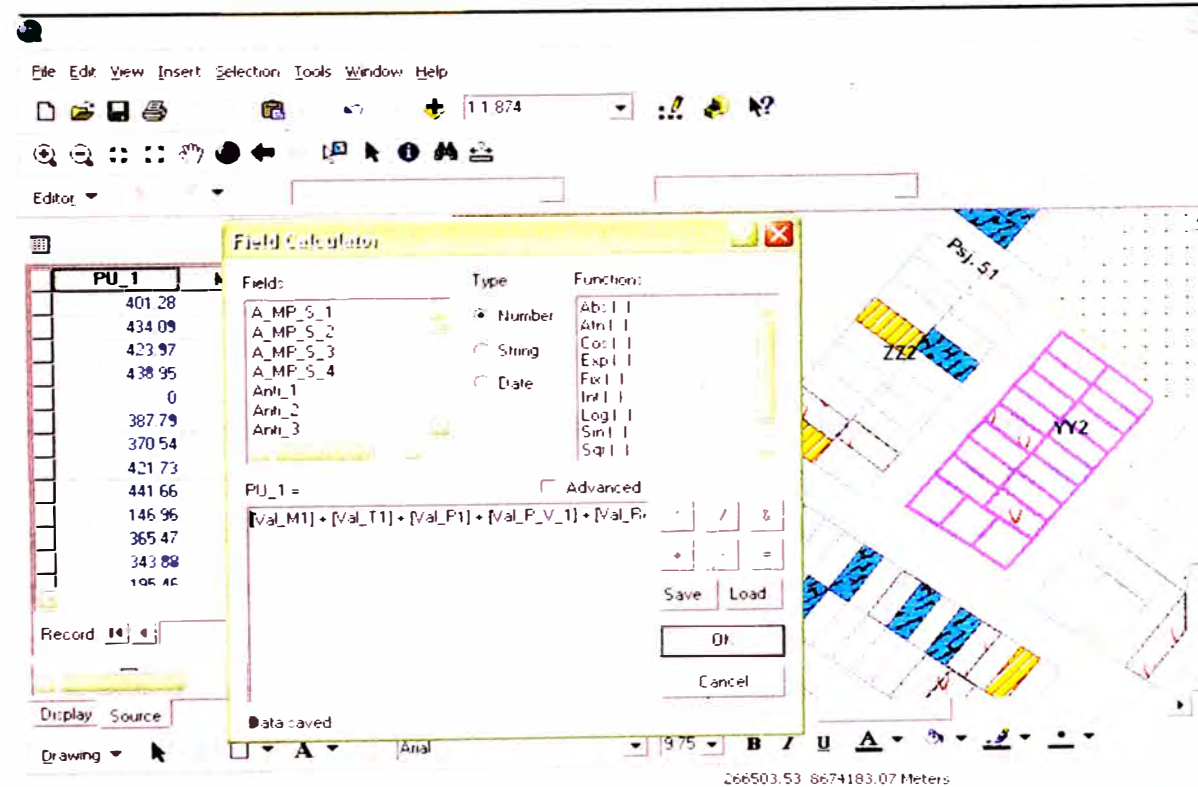 File Edit View Insert Selection Tools Window Help
1:1,874
Editor
Field Calculator
PU_1
401.28
434.09
423.97
438.95
0
387.79
370.54
421.73
441.66
146.96
365.47
343.88
195.46
Fields
A_MP_S_1
A_MP_S_2
A_MP_S_3
A_MP_S_4
Anti_1
Anti_2
Anti_3
Type
Number
String
Date
Functions
Abs ( )
Atn ( )
Cos ( )
Exp ( )
Fix ( )
Int ( )
Log ( )
Sin ( )
Sqr ( )
PU_1 =
Advanced
[Val_M1] + [Val_T1] + [Val_P1] + [Val_P_V_1] +
/ &
+ - =
Save Load
OK
Cancel
Data saved
Record
Display Source
Drawing
A Arial 9.75 B I U A
266503.53 8674183.07 Meters
Psj. 51
ZZ2
YY2